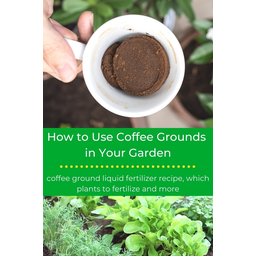 How to Use Coffee Grounds
in Your Garden
coffee ground liquid fertilizer recipe, which
plants to fertilize and more